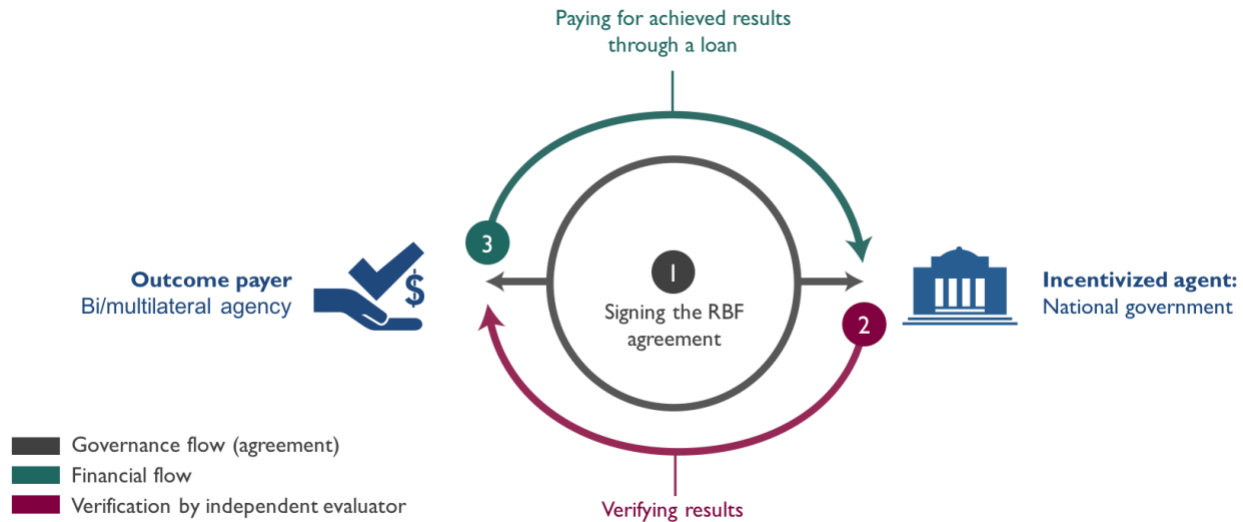 Paying for achieved results
through a loan
3
1
Signing the RBF
agreement
Outcome payer
Bi/multilateral agency
$
Incentivized agent:
National government
2
Governance flow (agreement)
Financial flow
Verification by independent evaluator
Verifying results